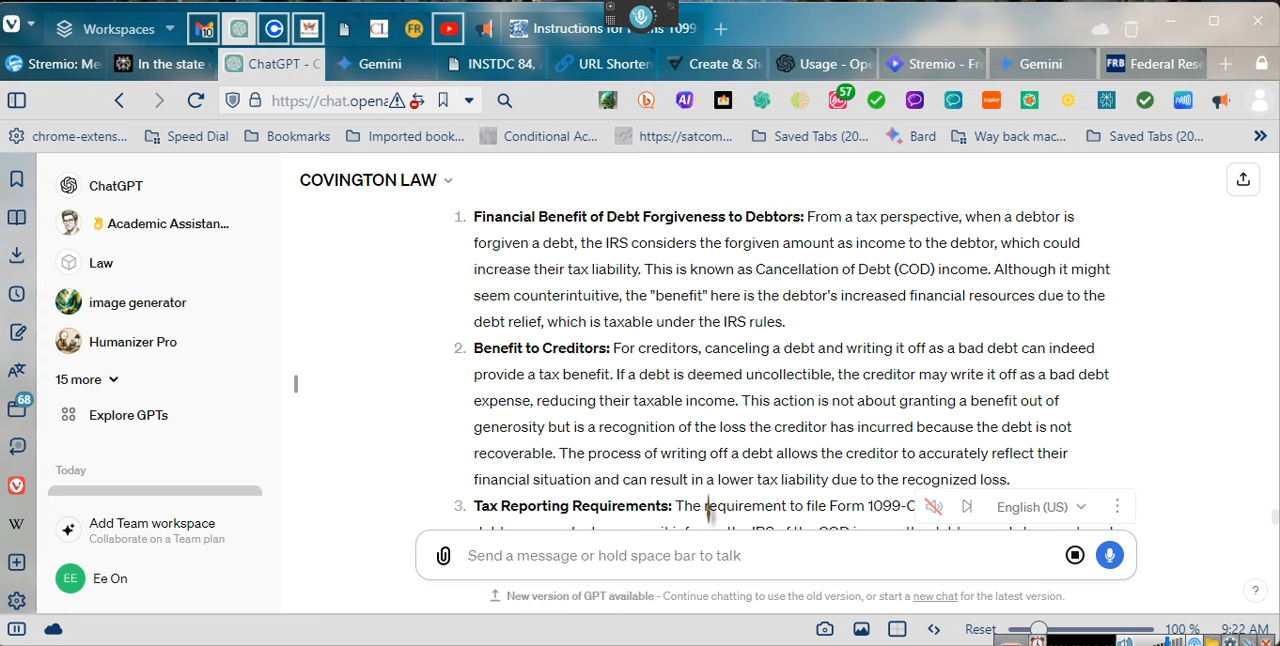 Workspaces
10
CL
FR
Instructions for Forms 1099
Stremio: Me
In the state
ChatGPT - C
Gemini
INSTDC 84,
URL Shorten
Create & Sh
Usage - Ope
Stremio - Fr
Gemini
FRB Federal Rese
https://chat.opena
57
chrome-extens...
Speed Dial
Bookmarks
Imported book...
Conditional Ac...
https://satcom...
Saved Tabs (20...
Bard
Way back mac...
Saved Tabs (20...
ChatGPT
Academic Assistan...
Law
image generator
Humanizer Pro
15 more
Explore GPTs
Today
Add Team workspace
Collaborate on a Team plan
EE
Ee On
68
W
COVINGTON LAW
1. Financial Benefit of Debt Forgiveness to Debtors: From a tax perspective, when a debtor is
forgiven a debt, the IRS considers the forgiven amount as income to the debtor, which could
increase their tax liability. This is known as Cancellation of Debt (COD) income. Although it might
seem counterintuitive, the "benefit" here is the debtor's increased financial resources due to the
debt relief, which is taxable under the IRS rules.
2. Benefit to Creditors: For creditors, canceling a debt and writing it off as a bad debt can indeed
provide a tax benefit. If a debt is deemed uncollectible, the creditor may write it off as a bad debt
expense, reducing their taxable income. This action is not about granting a benefit out of
generosity but is a recognition of the loss the creditor has incurred because the debt is not
recoverable. The process of writing off a debt allows the creditor to accurately reflect their
financial situation and can result in a lower tax liability due to the recognized loss.
3. Tax Reporting Requirements: The requirement to file Form 1099-C
English (US)
Send a message or hold space bar to talk
New version of GPT available - Continue chatting to use the old version, or start a new chat for the latest version.
?
Reset
100 %
9:22 AM